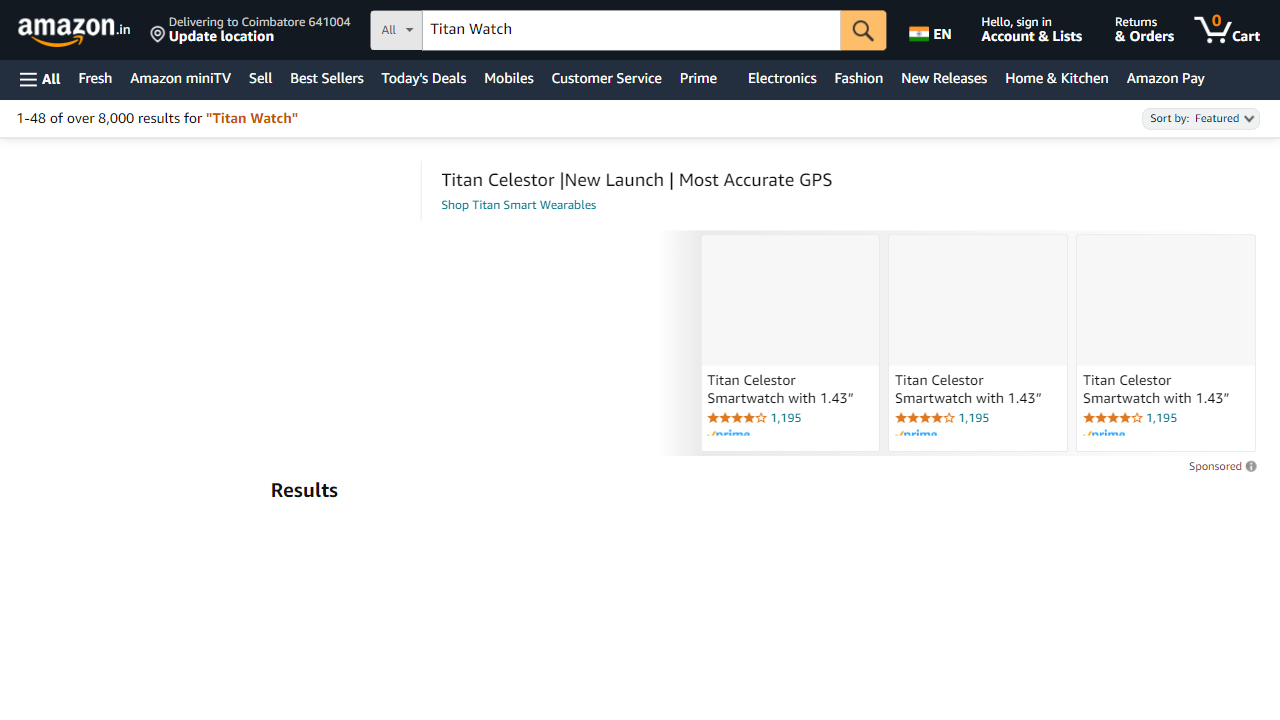 amazon.in
Delivering to Coimbatore 641004
Update location
All
Titan Watch
EN
Hello, sign in
Account & Lists
Returns
& Orders
0
Cart
All Fresh Amazon miniTV Sell Best Sellers Today's Deals Mobiles Customer Service Prime Electronics Fashion New Releases Home & Kitchen Amazon Pay
1-48 of over 8,000 results for "Titan Watch"
Sort by: Featured
Titan Celestor |New Launch | Most Accurate GPS
Shop Titan Smart Wearables
Titan Celestor
Smartwatch with 1.43”
1,195
prime
Titan Celestor
Smartwatch with 1.43”
1,195
prime
Titan Celestor
Smartwatch with 1.43”
1,195
prime
Sponsored
Results